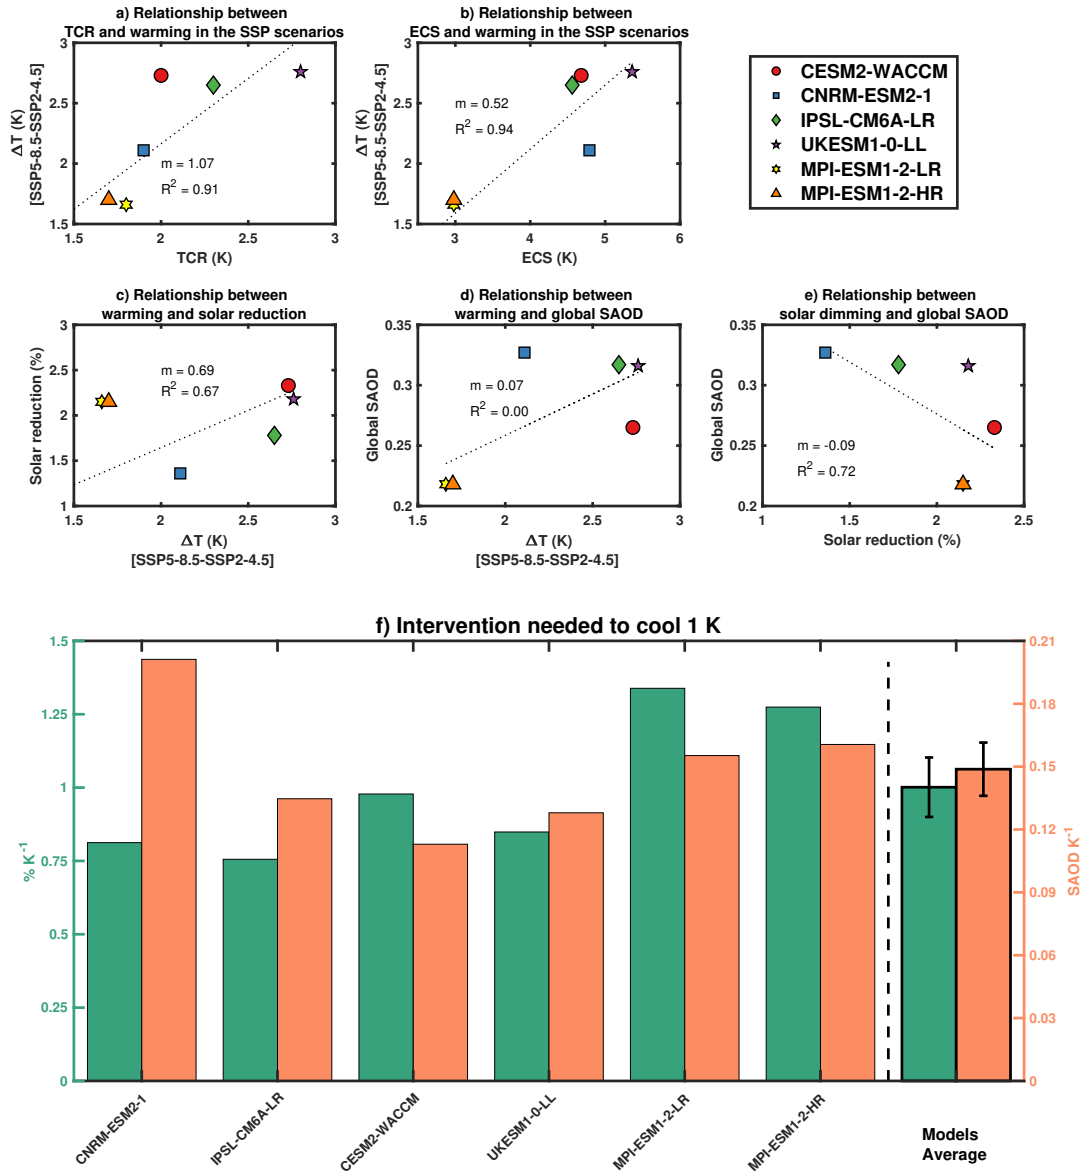 a) Relationship between
TCR and warming in the SSP scenarios
3
2.5
2
1.5
ΔT (K)
[SSP5-8.5-SSP2-4.5]
m = 1.07
R² = 0.91
1.5
2
2.5
3
TCR (K)
b) Relationship between
ECS and warming in the SSP scenarios
3
2.5
2
1.5
ΔT (K)
[SSP5-8.5-SSP2-4.5]
m = 0.52
R² = 0.94
3
4
5
6
ECS (K)
CESM2-WACCM
CNRM-ESM2-1
IPSL-CM6A-LR
UKESM1-0-LL
MPI-ESM1-2-LR
MPI-ESM1-2-HR
c) Relationship between
warming and solar reduction
3
2.5
2
1.5
1
Solar reduction (%)
m = 0.69
R² = 0.67
1.5
2
2.5
3
ΔT (K)
[SSP5-8.5-SSP2-4.5]
d) Relationship between
warming and global SAOD
0.35
0.3
0.25
0.2
Global SAOD
m = 0.07
R² = 0.00
1.5
2
2.5
3
ΔT (K)
[SSP5-8.5-SSP2-4.5]
e) Relationship between
solar dimming and global SAOD
0.35
0.3
0.25
0.2
Global SAOD
m = -0.09
R² = 0.72
1
1.5
2
2.5
Solar reduction (%)
f) Intervention needed to cool 1 K
1.5
1.25
1
0.75
0.5
0.25
0
% K⁻¹
0.21
0.18
0.15
0.12
0.09
0.06
0.03
0
SAOD K⁻¹
CNRM-ESM2-1
IPSL-CM6A-LR
CESM2-WACCM
UKESM1-0-LL
MPI-ESM1-2-LR
MPI-ESM1-2-HR
Models
Average